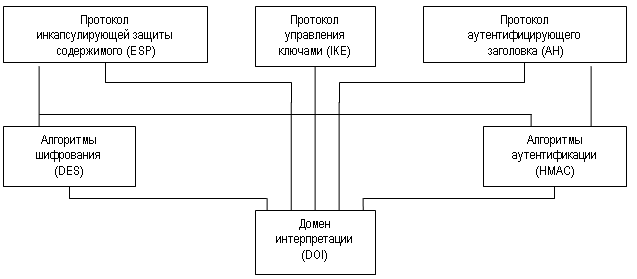 Протокол
инкапсулирующей защиты
содержимого (ESP)
Протокол
управления
ключами (IKE)
Протокол
аутентифицирующего
заголовка (AH)
Алгоритмы
шифрования
(DES)
Алгоритмы
аутентификации
(HMAC)
Домен
интерпретации
(DOI)